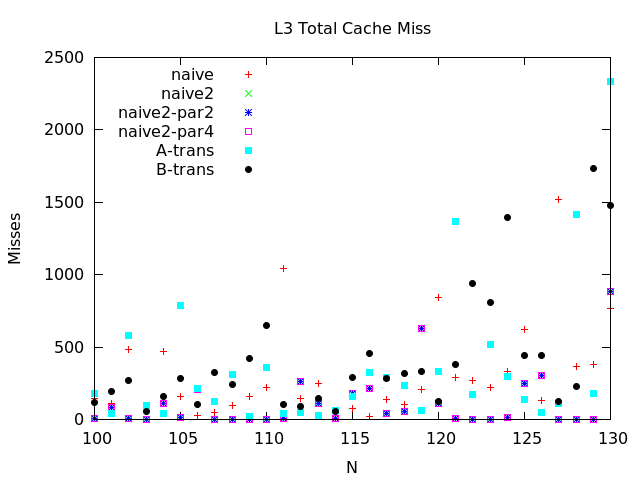 L3 Total Cache Miss
2500
2000
1500
1000
500
0
Misses
naive
naive2
naive2-par2
naive2-par4
A-trans
B-trans
100 105 110 115 120 125 130
N